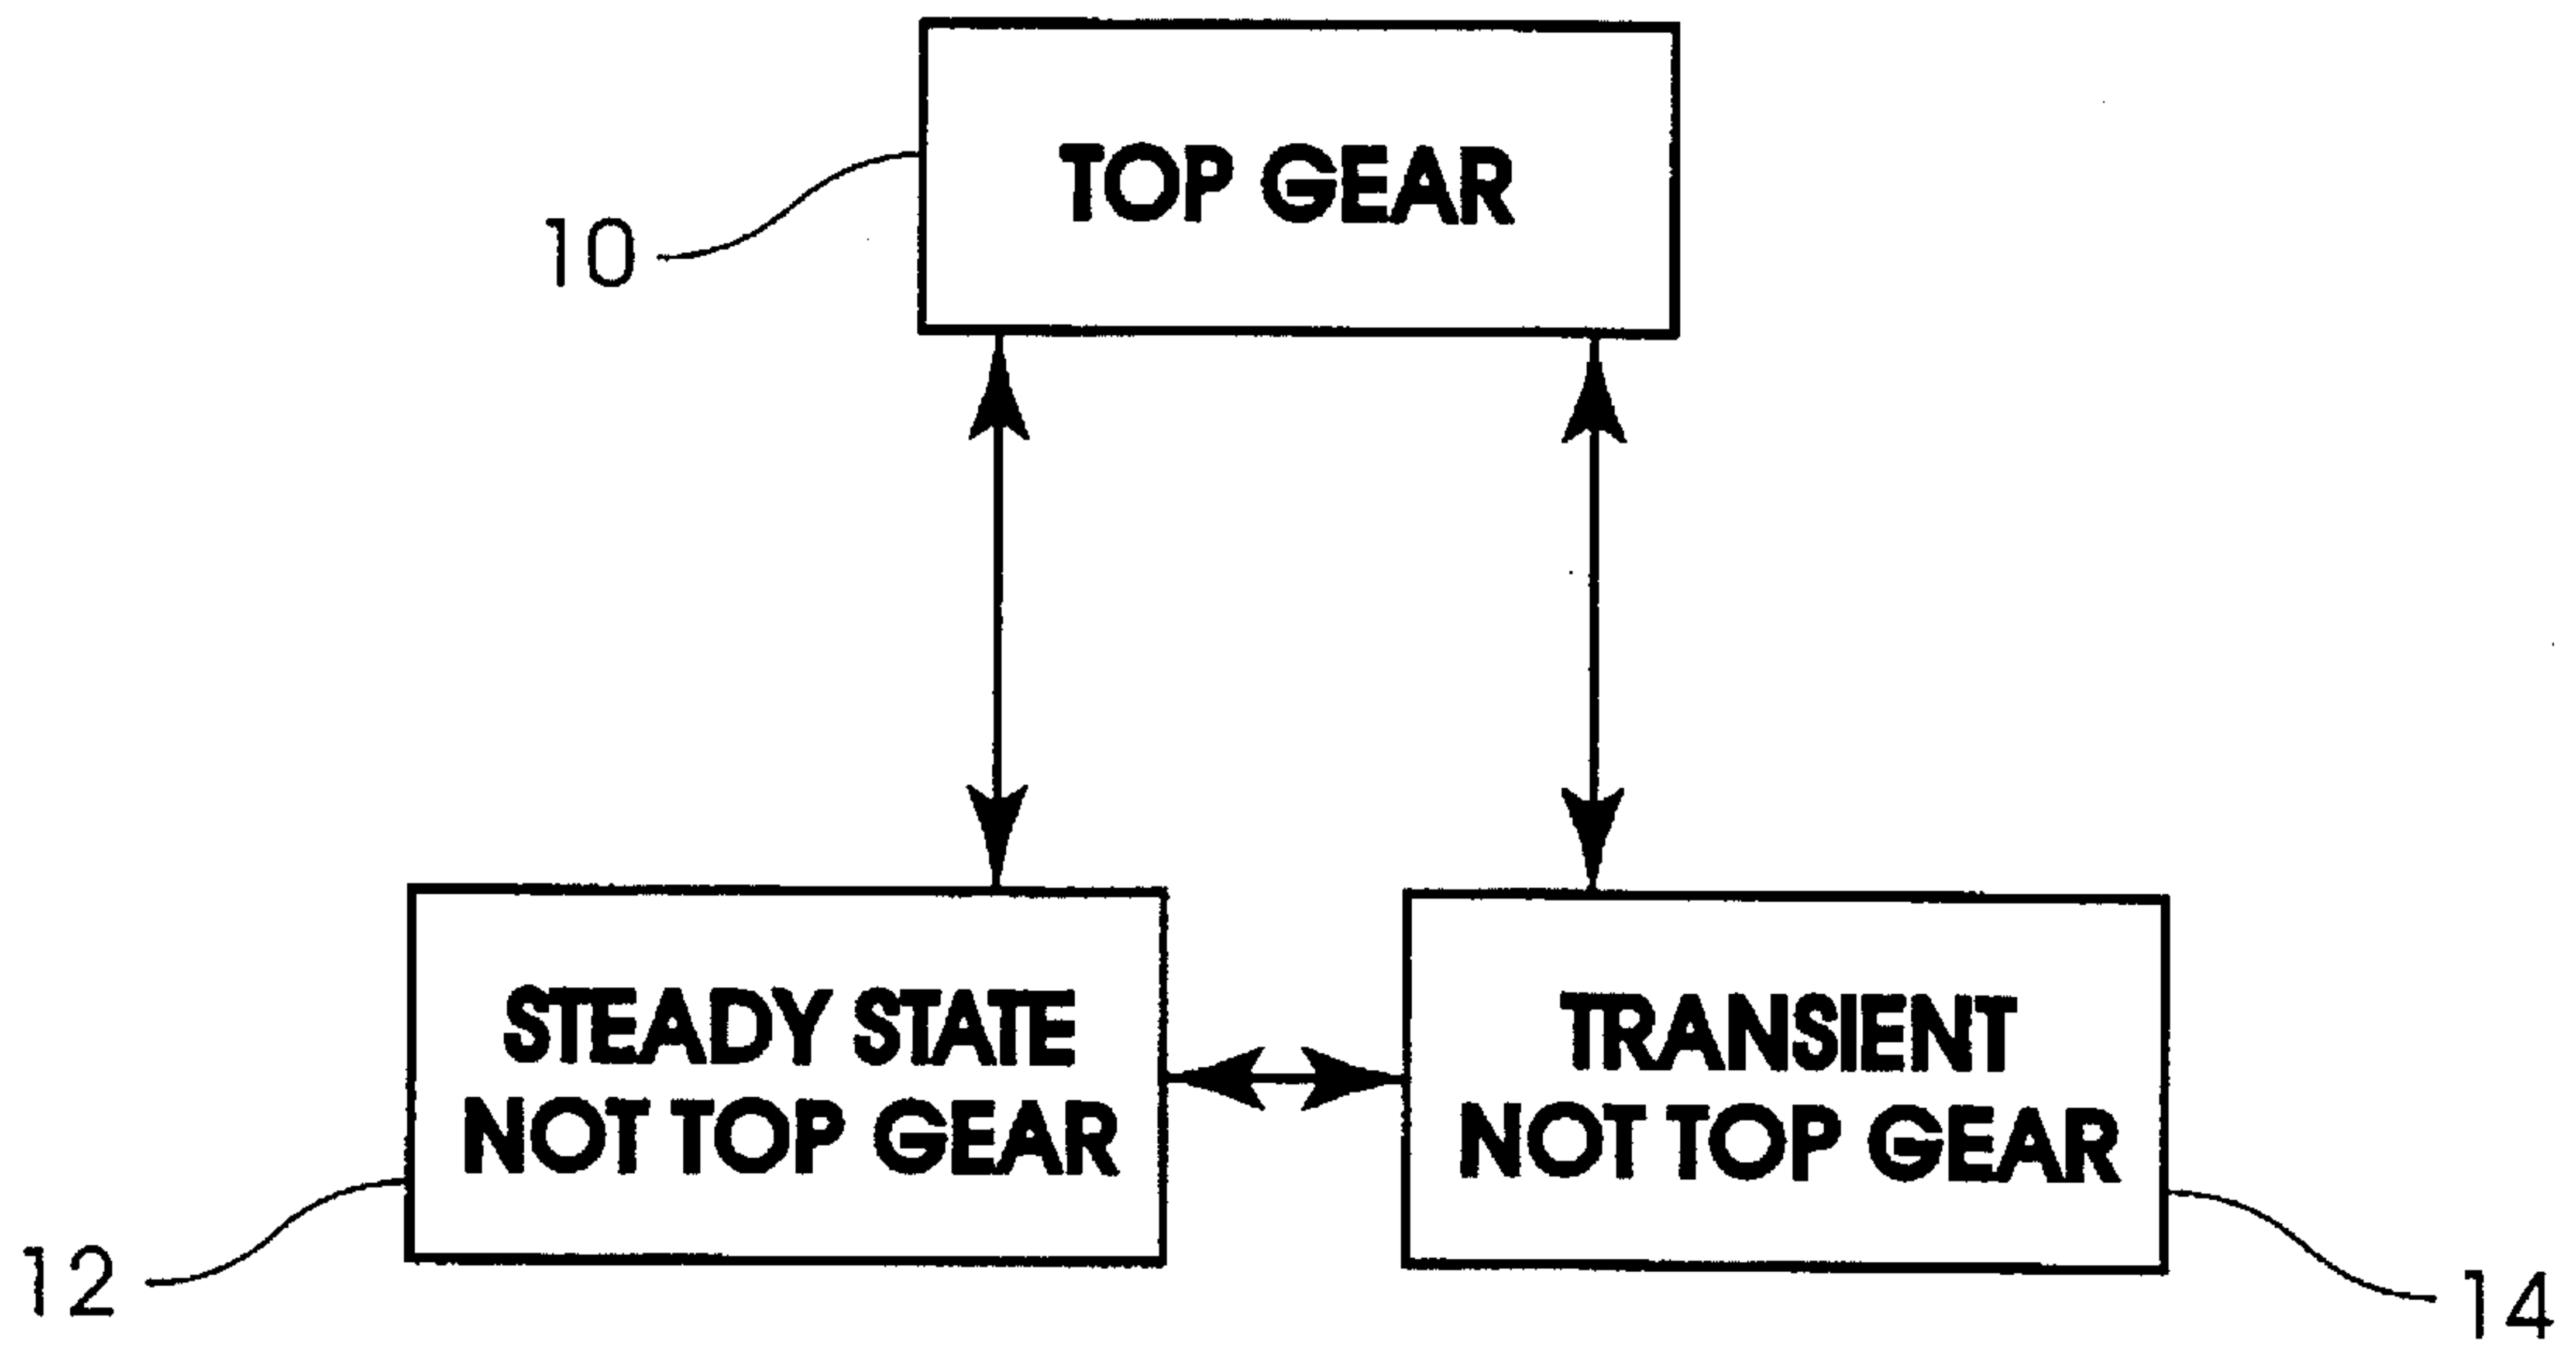 TOP GEAR
10
STEADY STATE
NOT TOP GEAR
TRANSIENT
NOT TOP GEAR
12
14